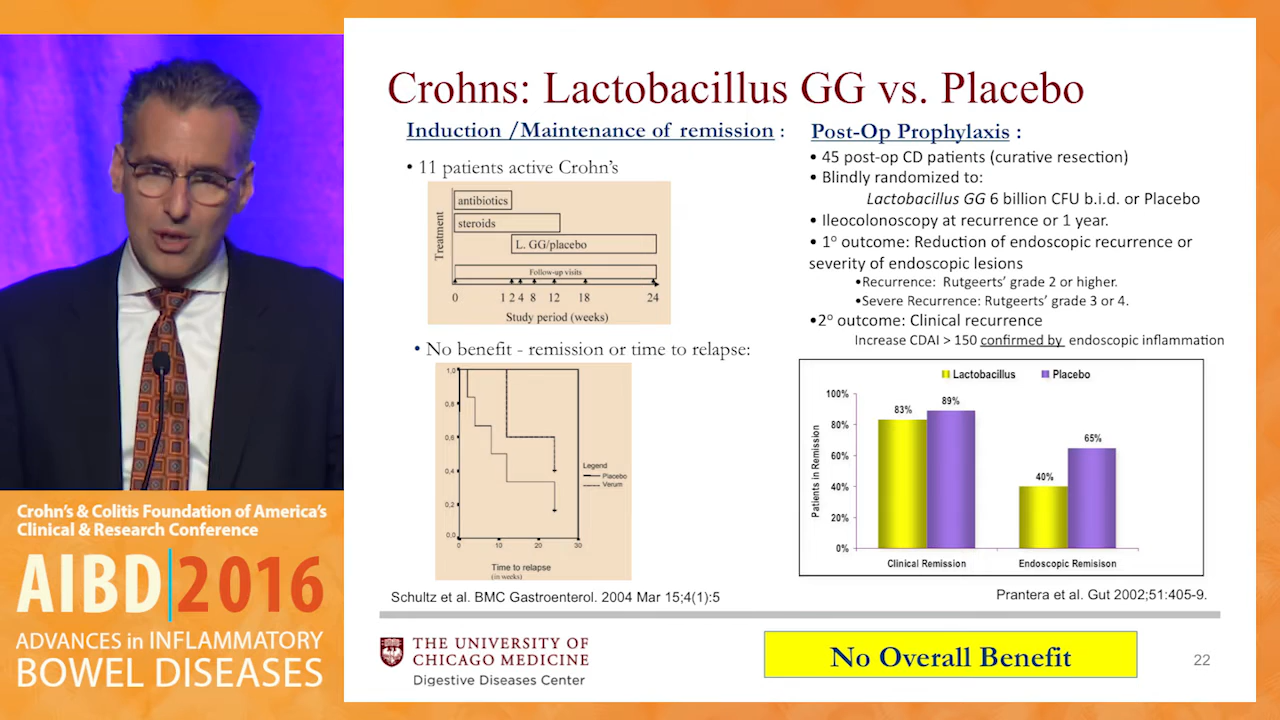 Crohns: Lactobacillus GG vs. Placebo
Induction /Maintenance of remission :
• 11 patients active Crohn's
Treatment
antibiotics
steroids
L. GG/placebo
Follow-up visits
0 1 2 4 8 12 18 24
Study period (weeks)
• No benefit - remission or time to relapse:
1,0
0,8
0,6
0,4
0,2
0,0
0 10 20 30
Legend
Placebo
Verum
Time to relapse
(in weeks)
Schultz et al. BMC Gastroenterol. 2004 Mar 15;4(1):5
Post-Op Prophylaxis :
• 45 post-op CD patients (curative resection)
• Blindly randomized to:
Lactobacillus GG 6 billion CFU b.i.d. or Placebo
• Ileocolonoscopy at recurrence or 1 year.
• 1o outcome: Reduction of endoscopic recurrence or
severity of endoscopic lesions
•Recurrence: Rutgeerts' grade 2 or higher.
•Severe Recurrence: Rutgeerts' grade 3 or 4.
•2o outcome: Clinical recurrence
Increase CDAI > 150 confirmed by endoscopic inflammation
Lactobacillus Placebo
Patients in Remission
100%
80%
60%
40%
20%
0%
83%
89%
40%
65%
Clinical Remission Endoscopic Remisison
Prantera et al. Gut 2002;51:405-9.
THE UNIVERSITY OF
CHICAGO MEDICINE
Digestive Diseases Center
No Overall Benefit
22
Crohn's & Colitis Foundation of America's
Clinical & Research Conference
AIBD 2016
ADVANCES in INFLAMMATORY
BOWEL DISEASES